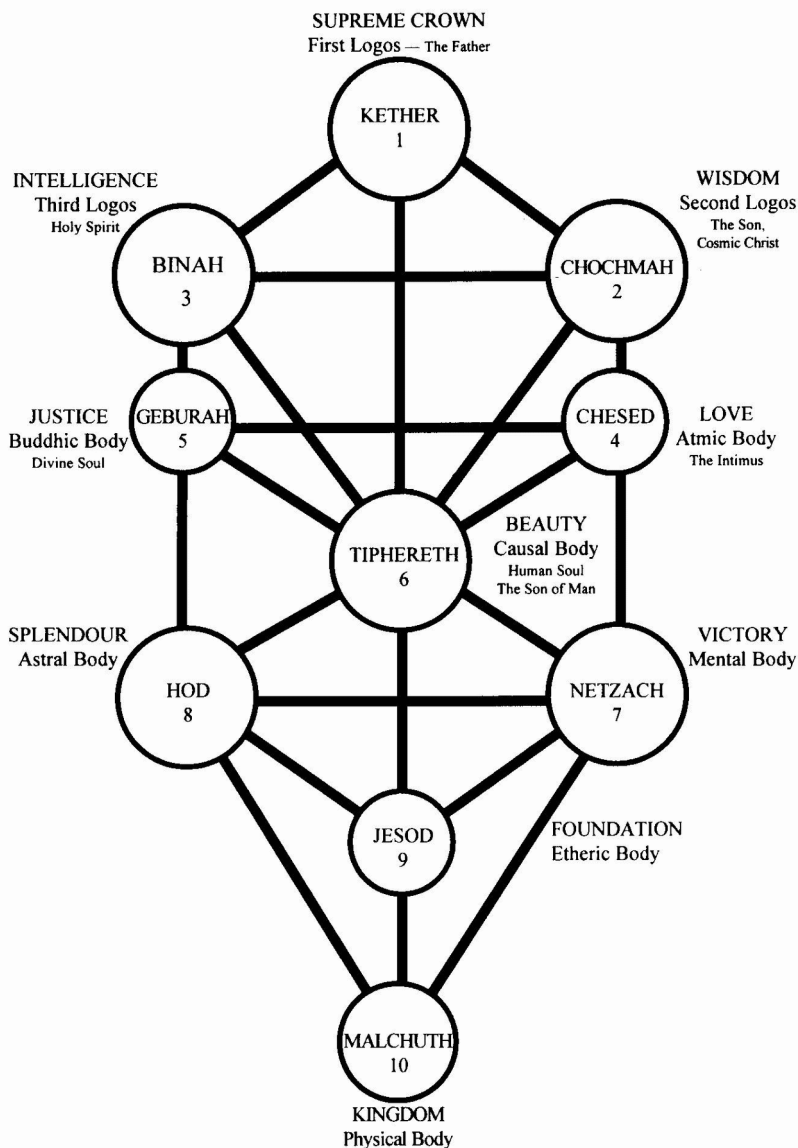 SUPREME CROWN
First Logos — The Father
KETHER
1
INTELLIGENCE
Third Logos
Holy Spirit
WISDOM
Second Logos
The Son,
Cosmic Christ
BINAH
3
CHOCHMAH
2
JUSTICE
Buddhic Body
Divine Soul
GEBURAH
5
CHESED
4
LOVE
Atmic Body
The Intimus
TIPHERETH
6
BEAUTY
Causal Body
Human Soul
The Son of Man
SPLENDOUR
Astral Body
HOD
8
NETZACH
7
VICTORY
Mental Body
JESOD
9
FOUNDATION
Etheric Body
MALCHUTH
10
KINGDOM
Physical Body